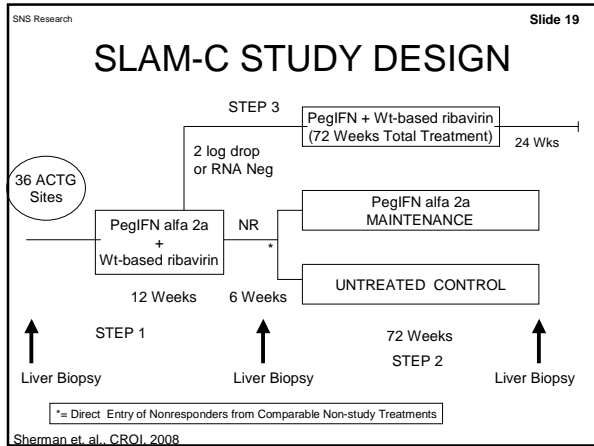 SNS Research
Slide 19
SLAM-C STUDY DESIGN
STEP 3
PegIFN + Wt-based ribavirin
(72 Weeks Total Treatment)
24 Wks
2 log drop
or RNA Neg
36 ACTG
Sites
PegIFN alfa 2a
+
Wt-based ribavirin
NR
*
PegIFN alfa 2a
MAINTENANCE
UNTREATED CONTROL
12 Weeks
6 Weeks
STEP 1
72 Weeks
STEP 2
Liver Biopsy
Liver Biopsy
Liver Biopsy
*= Direct Entry of Nonresponders from Comparable Non-study Treatments
Sherman et. al., CROI, 2008